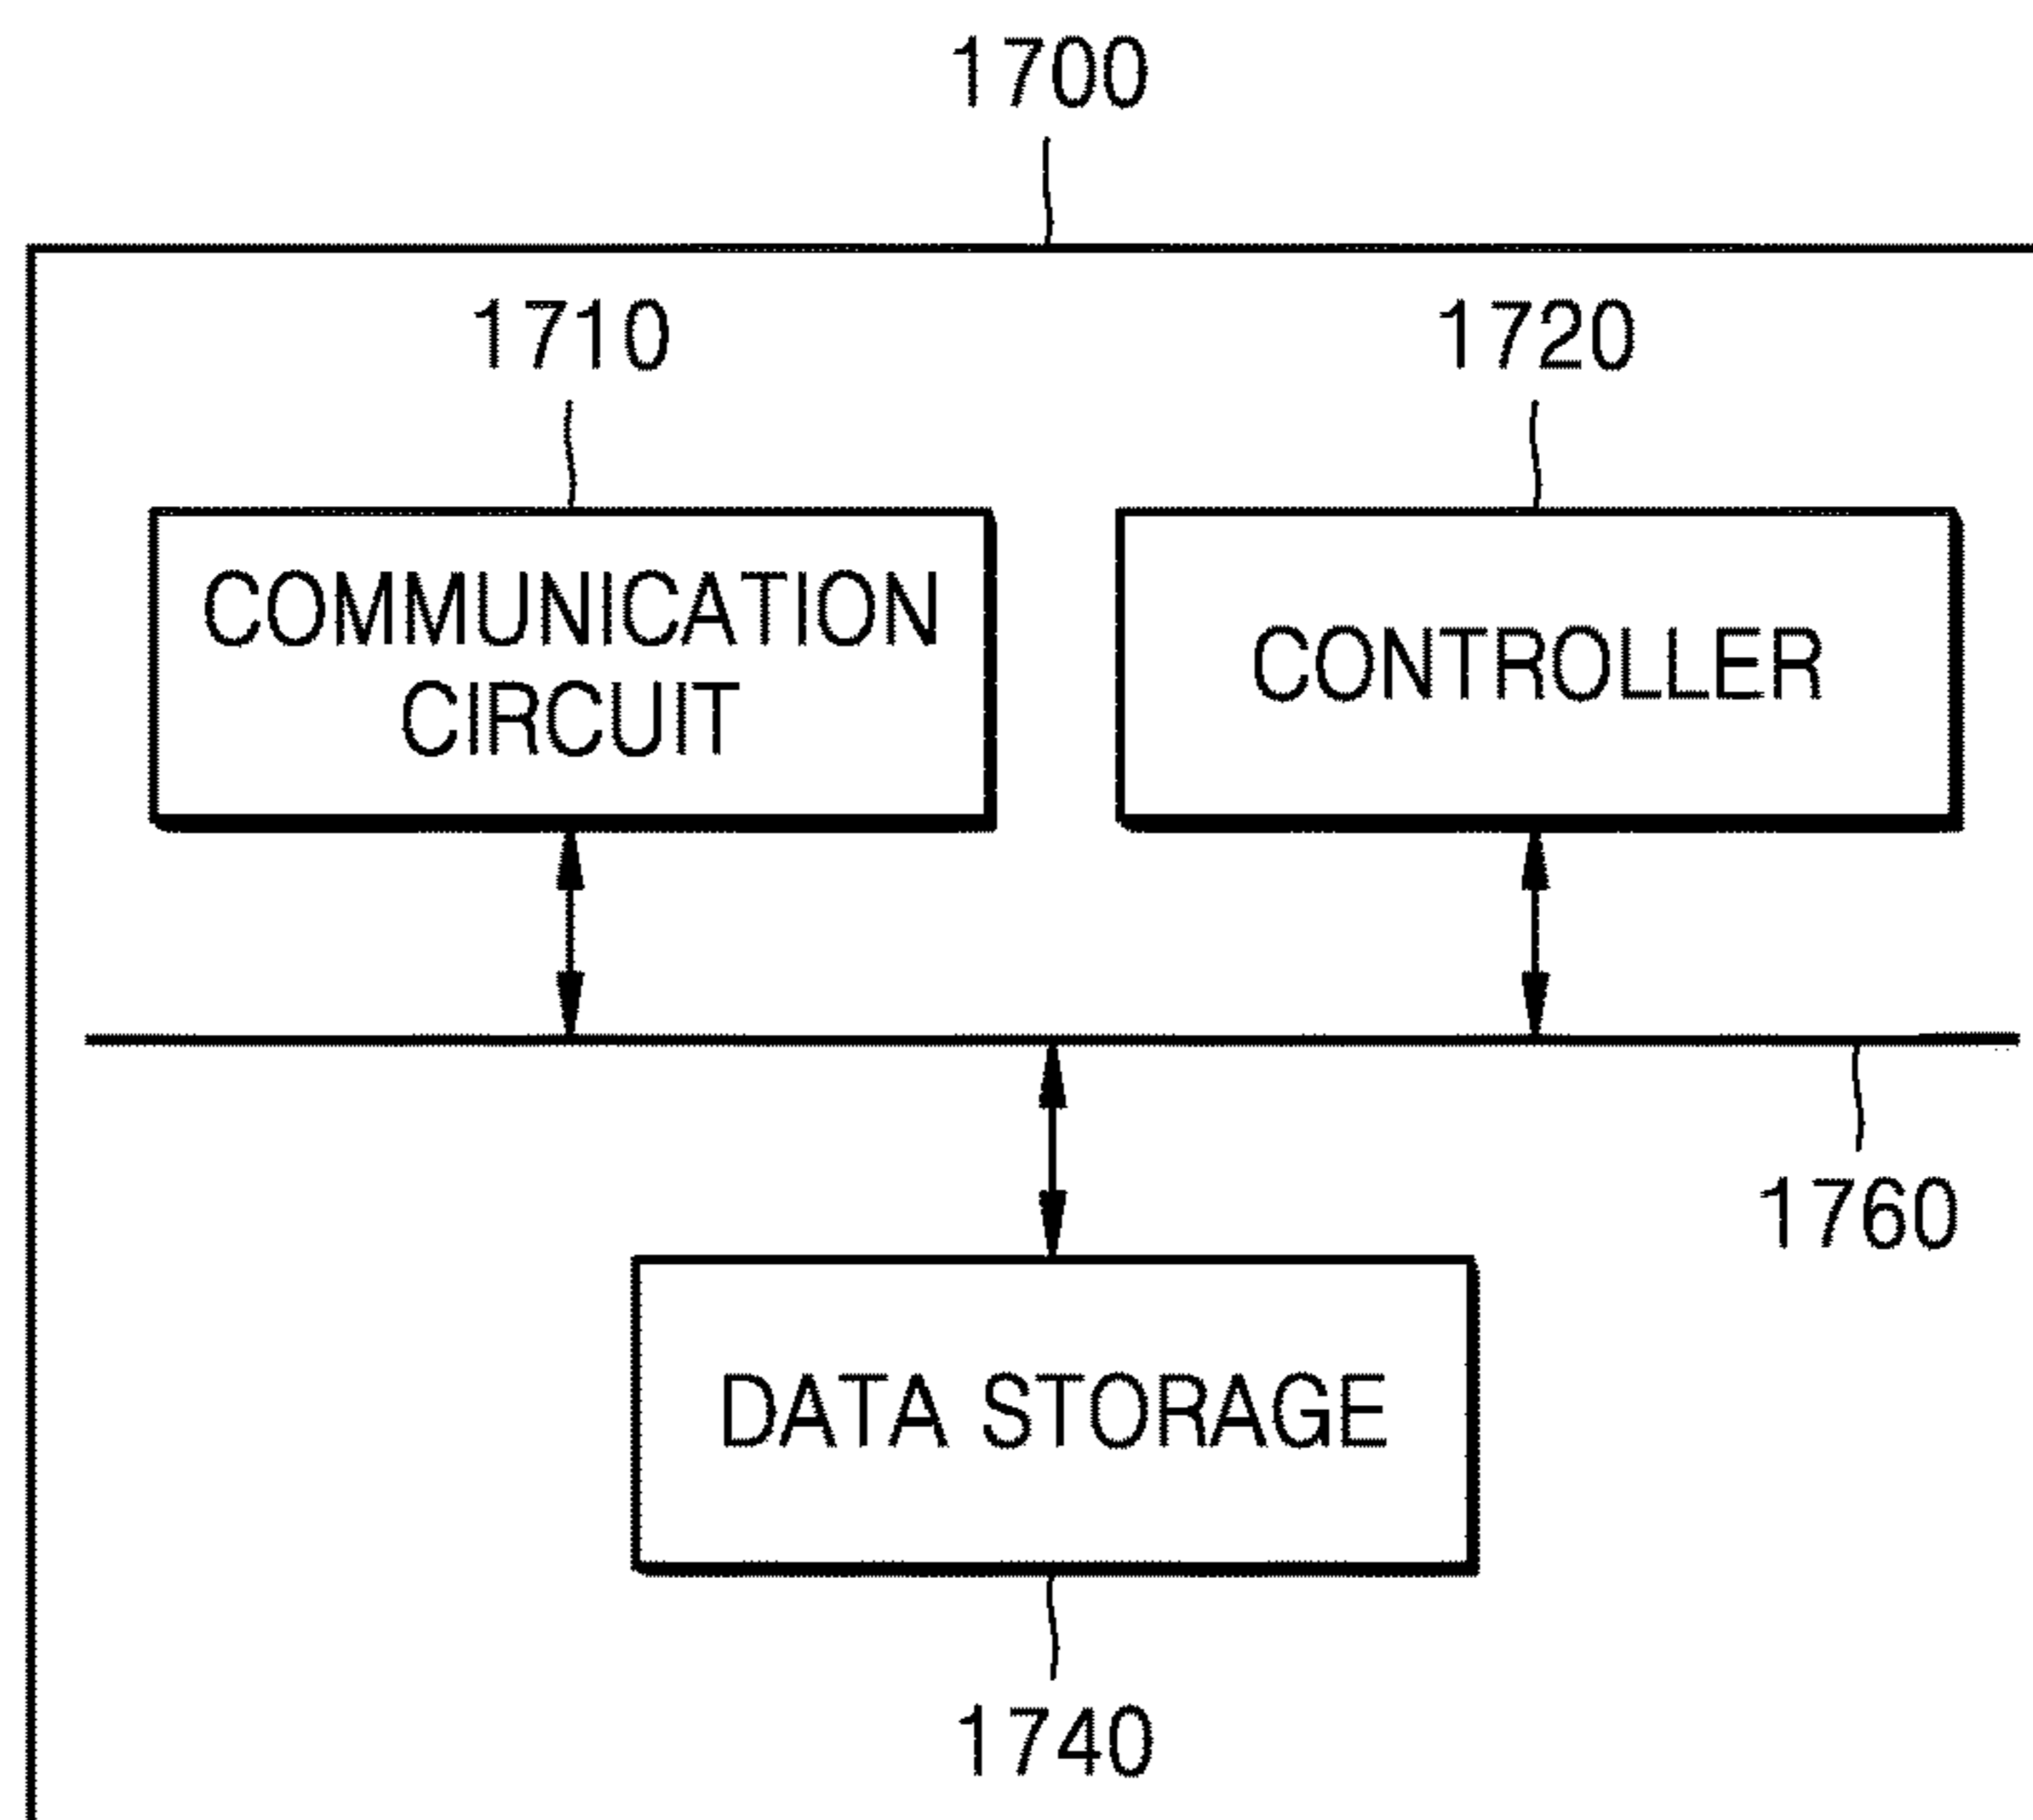 1700
1710
1720
COMMUNICATION
CIRCUIT
CONTROLLER
1760
DATA STORAGE
1740